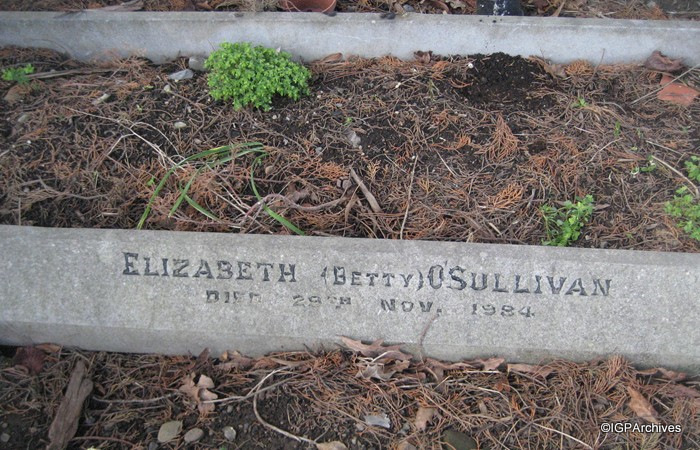 ELIZABETH (BETTY) O'SULLIVAN
DIED 29TH NOV. 1984.
©IGPArchives